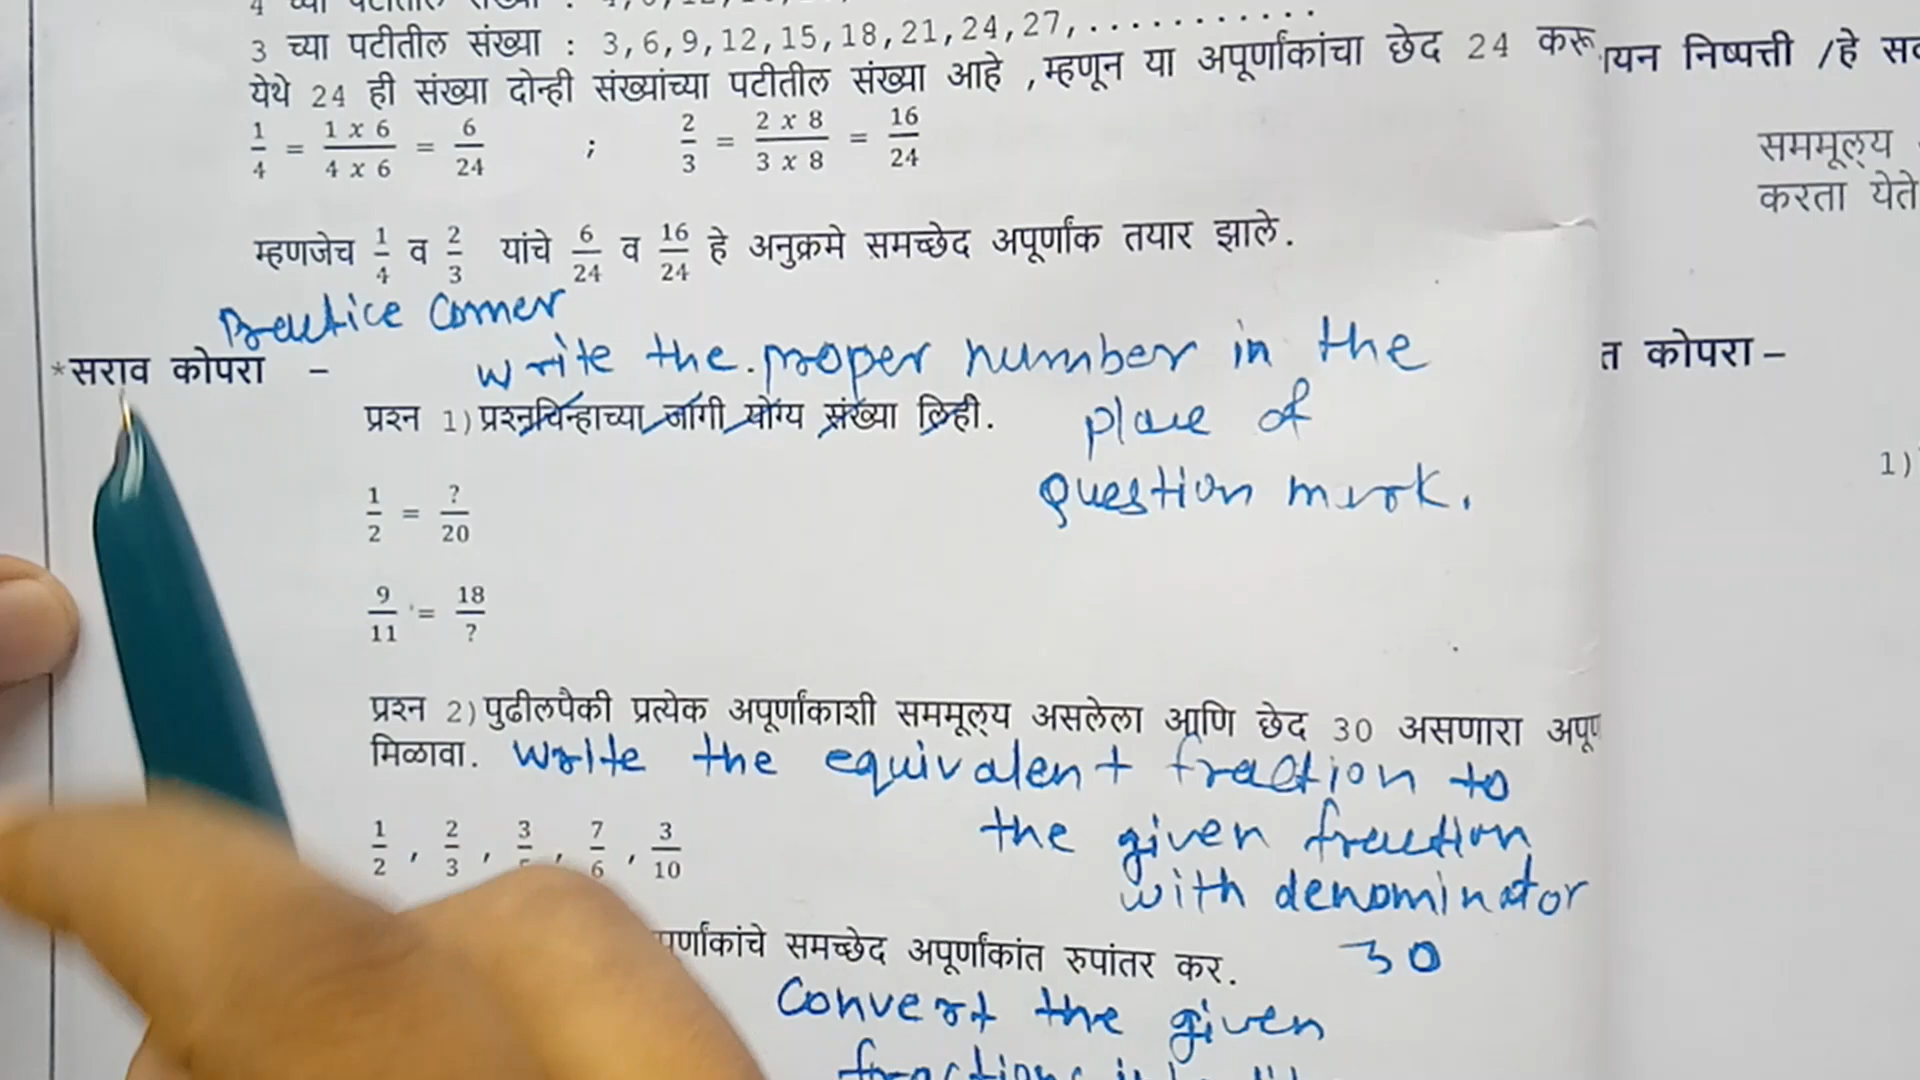 3 च्या पटीतील संख्या : 3,6,9,12,15,18,21,24,27,...........
येथे 24 ही संख्या दोन्ही संख्यांच्या पटीतील संख्या आहे ,म्हणून या अपूर्णांकांचा छेद 24 करू
1/4 = 1 x 6 / 4 x 6 = 6/24 ; 2/3 = 2 x 8 / 3 x 8 = 16/24
म्हणजेच 1/4 व 2/3 यांचे 6/24 व 16/24 हे अनुक्रमे समच्छेद अपूर्णांक तयार झाले.
Practice Corner
*सराव कोपरा -
write the proper number in the
place of
question mark.
प्रश्न 1) प्रश्नचिन्हाच्या जागी योग्य संख्या लिही.
1/2 = ?/20
9/11 = 18/?
प्रश्न 2) पुढीलपैकी प्रत्येक अपूर्णांकाशी सममूल्य असलेला आणि छेद 30 असणारा
मिळावा. Write the equivalent fraction to
the given fraction
with denominator
30
1/2 , 2/3 , 3 , 7/6 , 3/10
समच्छेद अपूर्णांकांत रुपांतर कर.
Convert the given
निष्पत्ती /हे
सममूल्य
करता येते
त कोपरा-
1)